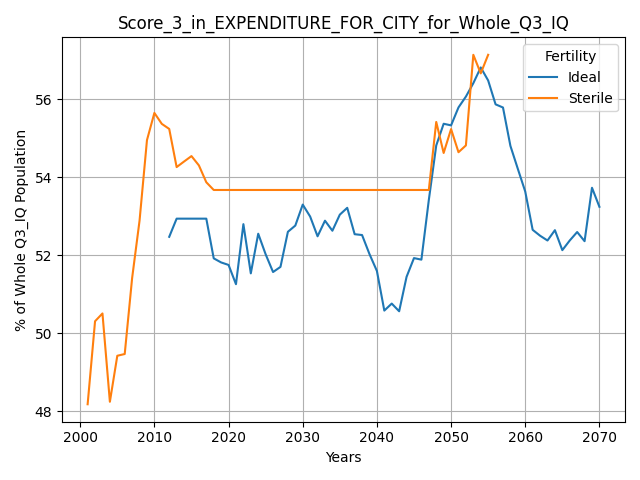 Score_3_in_EXPENDITURE_FOR_CITY_for_Whole_Q3_IQ
Fertility
Ideal
Sterile
% of Whole Q3_IQ Population
56
54
52
50
48
2000 2010 2020 2030 2040 2050 2060 2070
Years